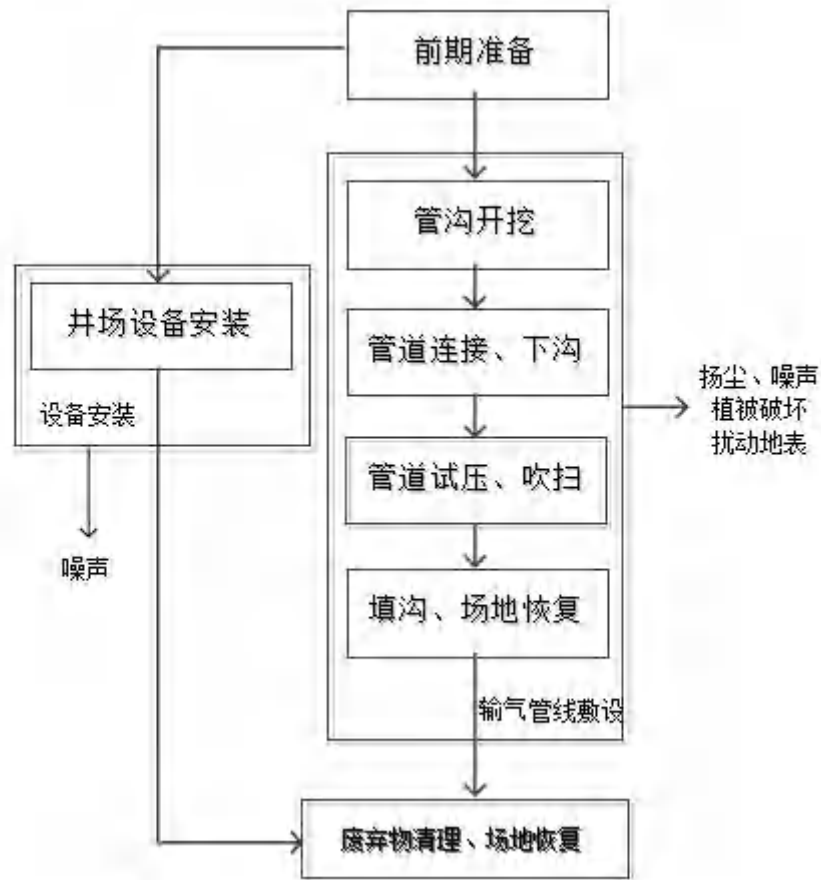 前期准备
管沟开挖
井场设备安装
管道连接、下沟
设备安装
扬尘、噪声
植被破坏
扰动地表
管道试压、吹扫
噪声
填沟、场地恢复
输气管线敷设
废弃物清理、场地恢复